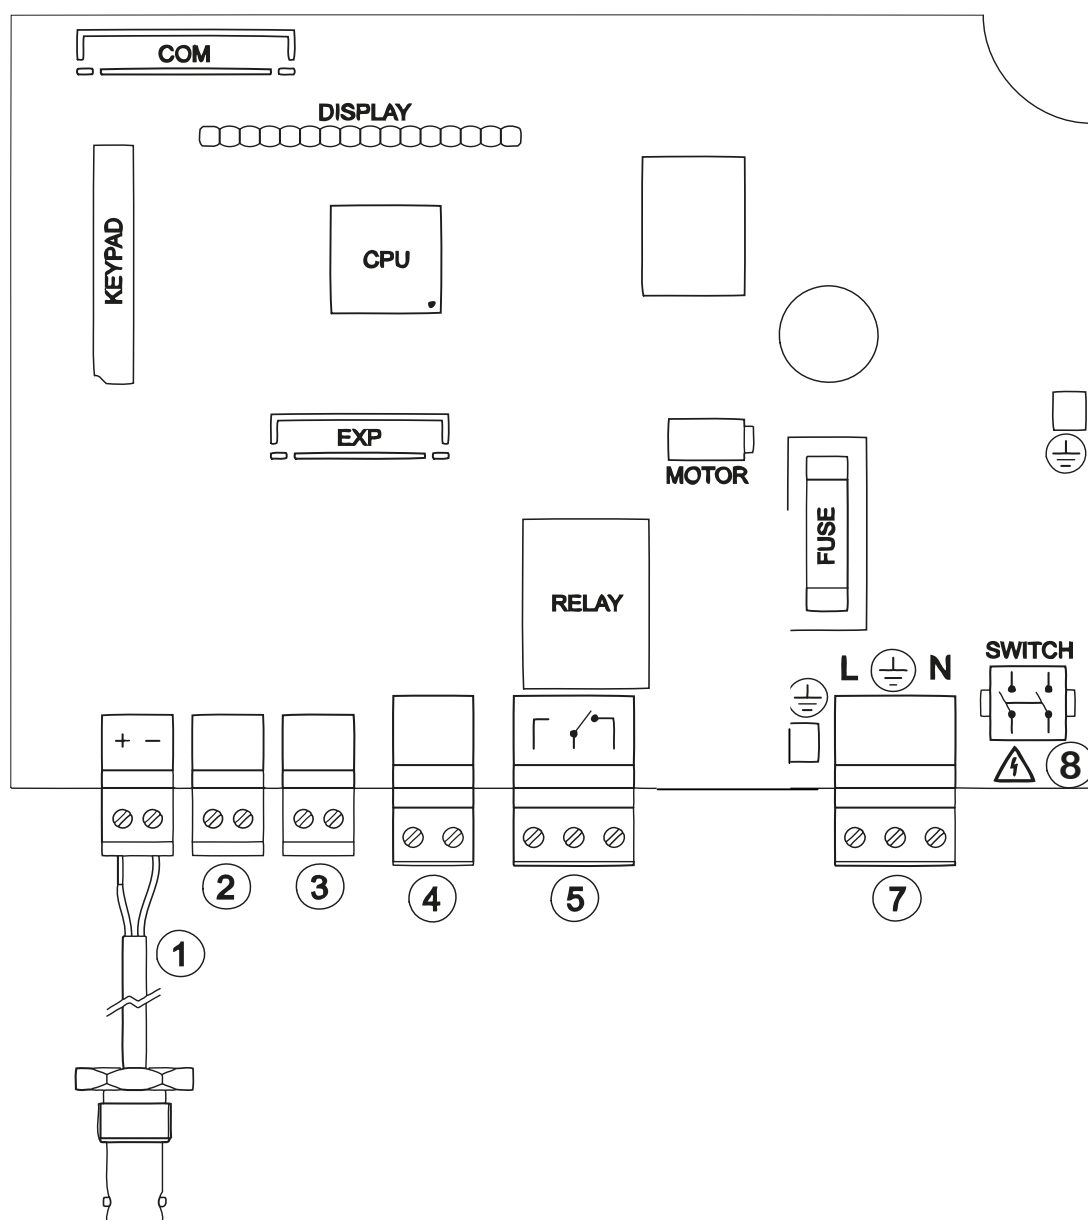 COM
DISPLAY
KEYPAD
CPU
EXP
MOTOR
FUSE
RELAY
L N
SWITCH
+ −
8
2
3
4
5
7
1